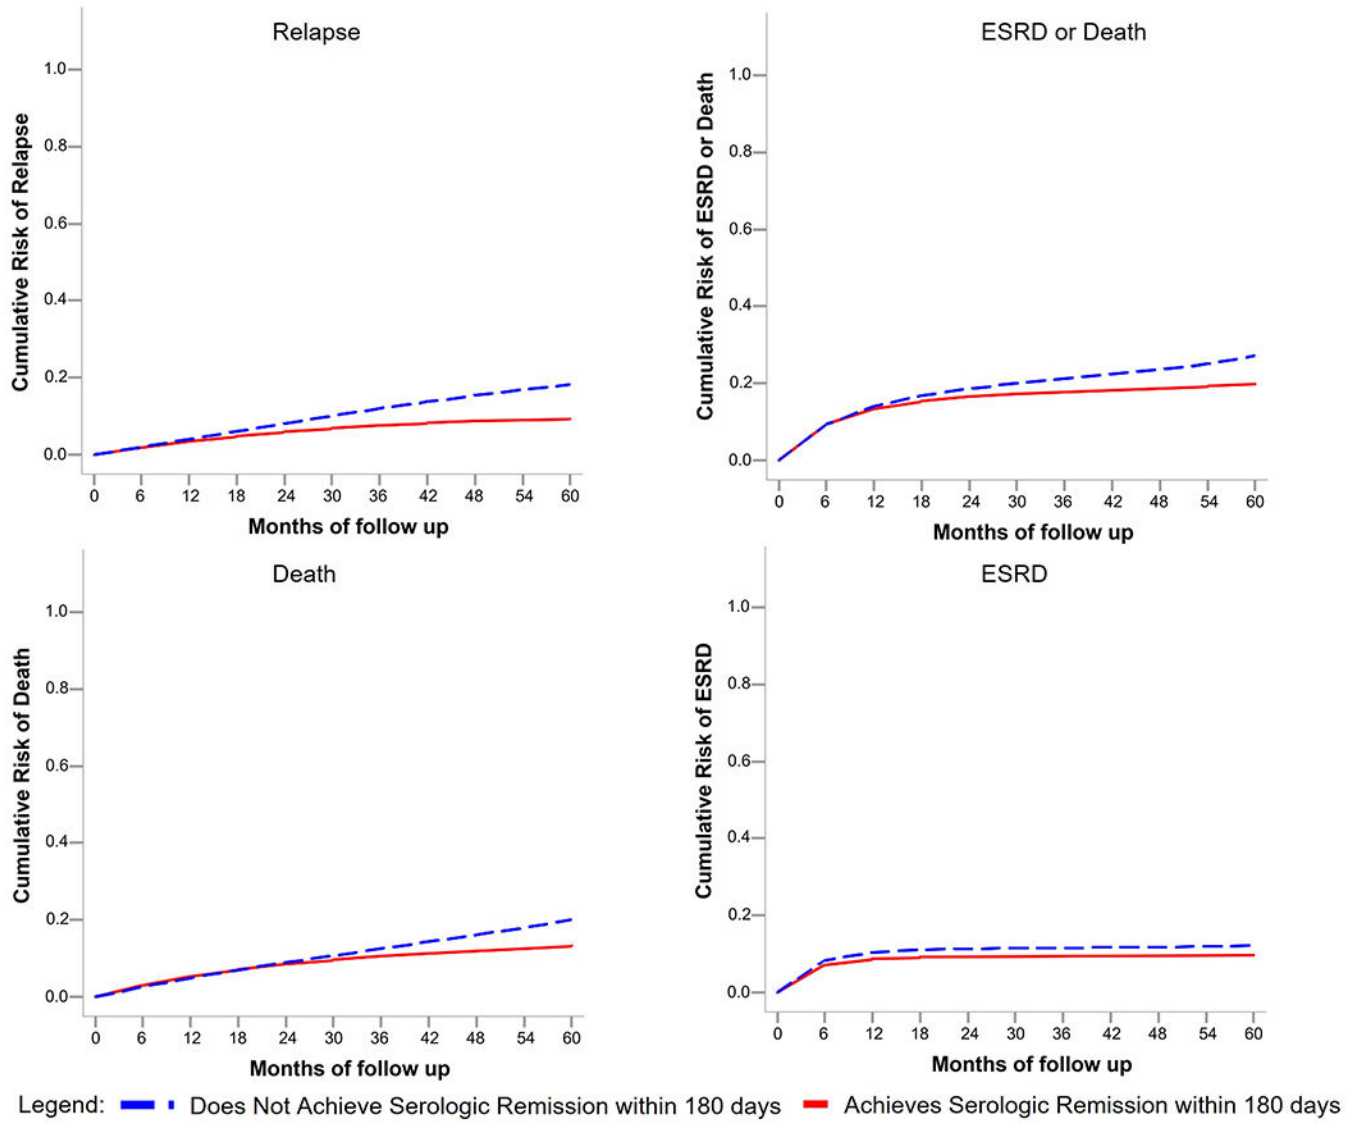 Relapse
Cumulative Risk of Relapse
1.0
0.8
0.6
0.4
0.2
0.0
0 6 12 18 24 30 36 42 48 54 60
Months of follow up
ESRD or Death
Cumulative Risk of ESRD or Death
1.0
0.8
0.6
0.4
0.2
0.0
0 6 12 18 24 30 36 42 48 54 60
Months of follow up
Death
Cumulative Risk of Death
1.0
0.8
0.6
0.4
0.2
0.0
0 6 12 18 24 30 36 42 48 54 60
Months of follow up
ESRD
Cumulative Risk of ESRD
1.0
0.8
0.6
0.4
0.2
0.0
0 6 12 18 24 30 36 42 48 54 60
Months of follow up
Legend: Does Not Achieve Serologic Remission within 180 days Achieves Serologic Remission within 180 days